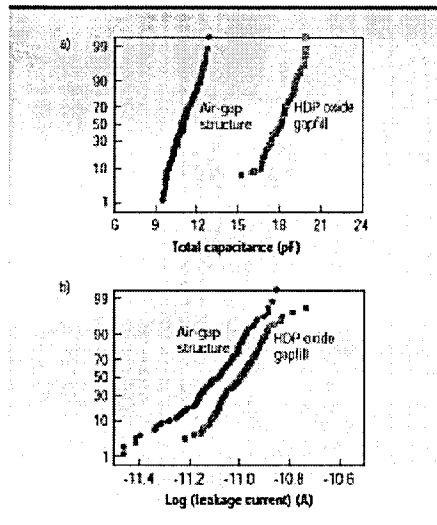 a)
99
90
70
50
30
10
1
Air-gap
structure
HDP oxide
gapfill
6
9
12
15
18
21
24
Total capacitance (pF)
b)
99
90
70
50
30
10
1
Air-gap
structure
HDP oxide
gapfill
-11.4
-11.2
-11.0
-10.8
-10.6
Log (leakage current) (A)